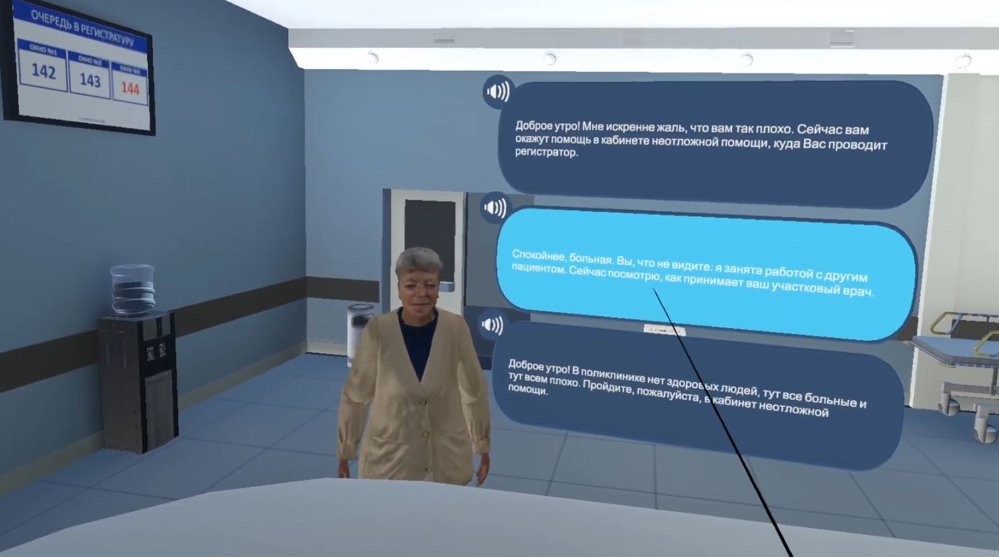 ОЧЕРЕДЬ В РЕГИСТРАТУРУ
ОКНО №1
ОКНО №2
ОКНО №3
142
143
144
Доброе утро! Мне искренне жаль, что вам так плохо. Сейчас вам
окажут помощь в кабинете неотложной помощи, куда Вас проводит
регистратор.
Спокойнее, больная. Вы, что не видите: я занята работой с другим
пациентом. Сейчас посмотрю, как принимает ваш участковый врач.
Доброе утро! В поликлинике нет здоровых людей, тут все больные и
тут всем плохо. Пройдите, пожалуйста, в кабинет неотложной
помощи.